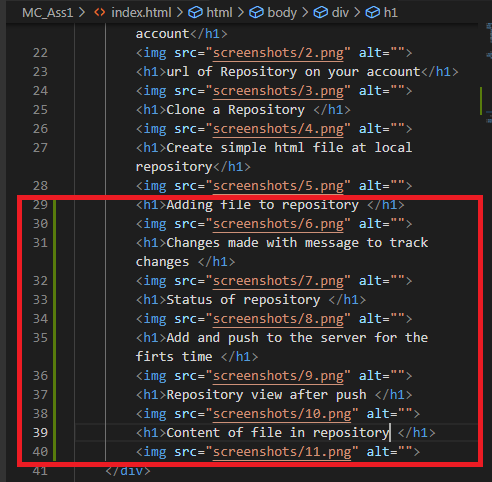 MC_Ass1 > index.html > html > body > div > h1
account</h1>
22 <img src="screenshots/2.png" alt="">
23 <h1>url of Repository on your account</h1>
24 <img src="screenshots/3.png" alt="">
25 <h1>Clone a Repository </h1>
26 <img src="screenshots/4.png" alt="">
27 <h1>Create simple html file at local
repository</h1>
28 <img src="screenshots/5.png" alt="">
29 <h1>Adding file to repository </h1>
30 <img src="screenshots/6.png" alt="">
31 <h1>Changes made with message to track
changes </h1>
32 <img src="screenshots/7.png" alt="">
33 <h1>Status of repository </h1>
34 <img src="screenshots/8.png" alt="">
35 <h1>Add and push to the server for the
firts time </h1>
36 <img src="screenshots/9.png" alt="">
37 <h1>Repository view after push </h1>
38 <img src="screenshots/10.png" alt="">
39 <h1>Content of file in repository </h1>
40 <img src="screenshots/11.png" alt="">
41 </div>